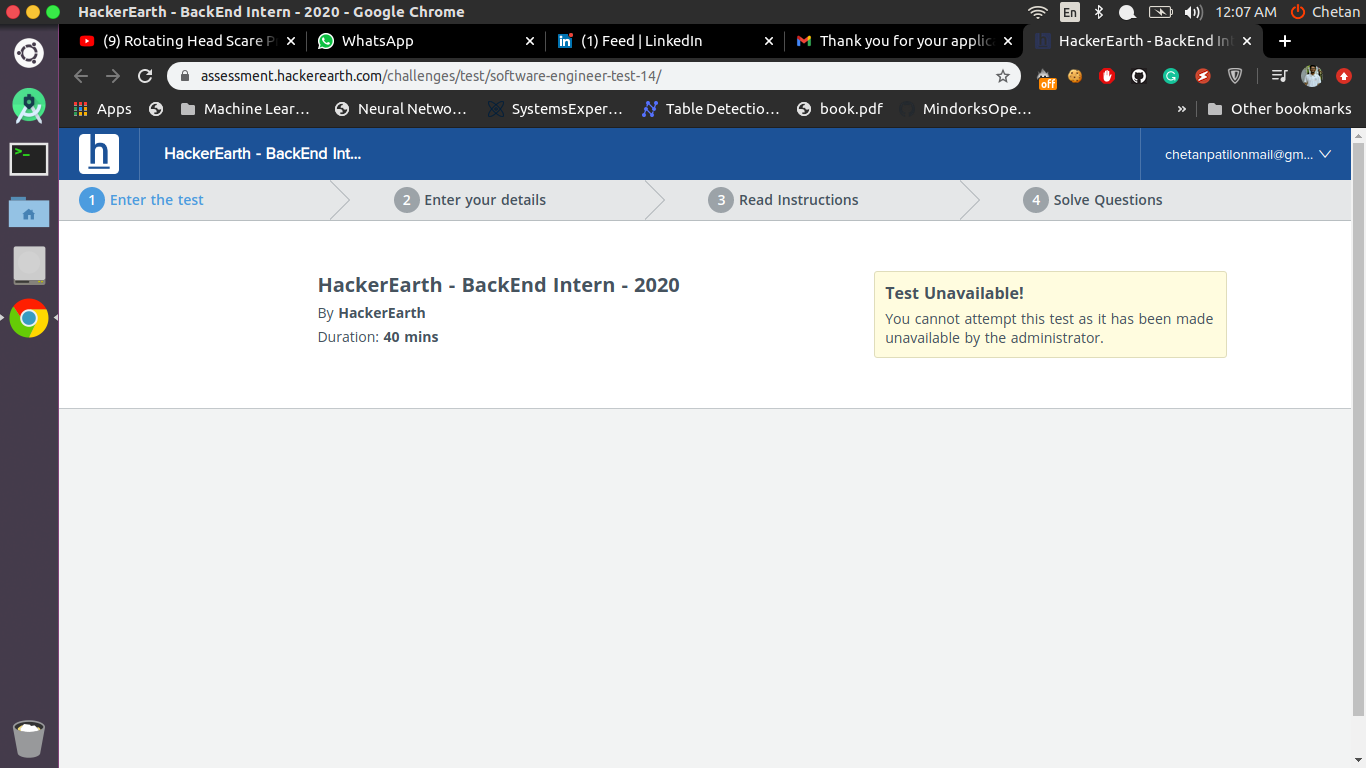 HackerEarth - BackEnd Intern - 2020 - Google Chrome
En
12:07 AM
Chetan
(9) Rotating Head Scare P
WhatsApp
(1) Feed | LinkedIn
Thank you for your applic
HackerEarth - BackEnd Int
assessment.hackerearth.com/challenges/test/software-engineer-test-14/
off
Apps
Machine Lear...
Neural Netwo...
SystemsExper...
Table Detectio...
book.pdf
MindorksOpe...
»
Other bookmarks
h
HackerEarth - BackEnd Int...
chetanpatilonmail@gm...
1 Enter the test
2 Enter your details
3 Read Instructions
4 Solve Questions
HackerEarth - BackEnd Intern - 2020
By HackerEarth
Duration: 40 mins
Test Unavailable!
You cannot attempt this test as it has been made
unavailable by the administrator.